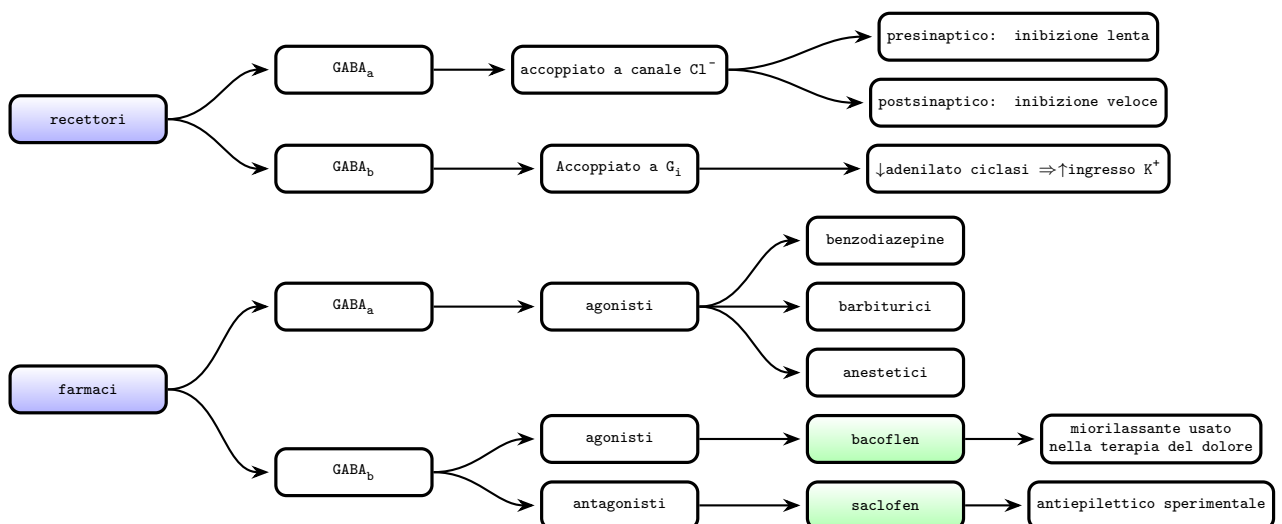 recettori
GABAa
accoppiato a canale Cl⁻
presinaptico: inibizione lenta
postsinaptico: inibizione veloce
GABAb
Accoppiato a Gi
↓adenilato ciclasi ⇒↑ingresso K⁺
farmaci
GABAa
agonisti
benzodiazepine
barbiturici
anestetici
GABAb
agonisti
bacoflen
miorilassante usato
nella terapia del dolore
antagonisti
saclofen
antiepilettico sperimentale